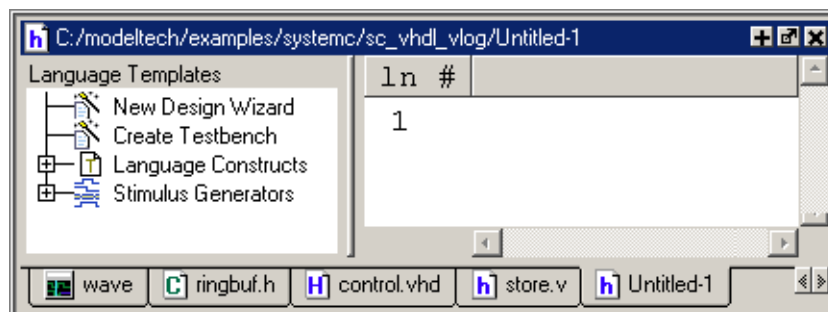 C:/modeltech/examples/systemc/sc_vhdl_vlog/Untitled-1
Language Templates
New Design Wizard
Create Testbench
Language Constructs
Stimulus Generators
ln #
1
wave
ringbuf.h
control.vhd
store.v
Untitled-1